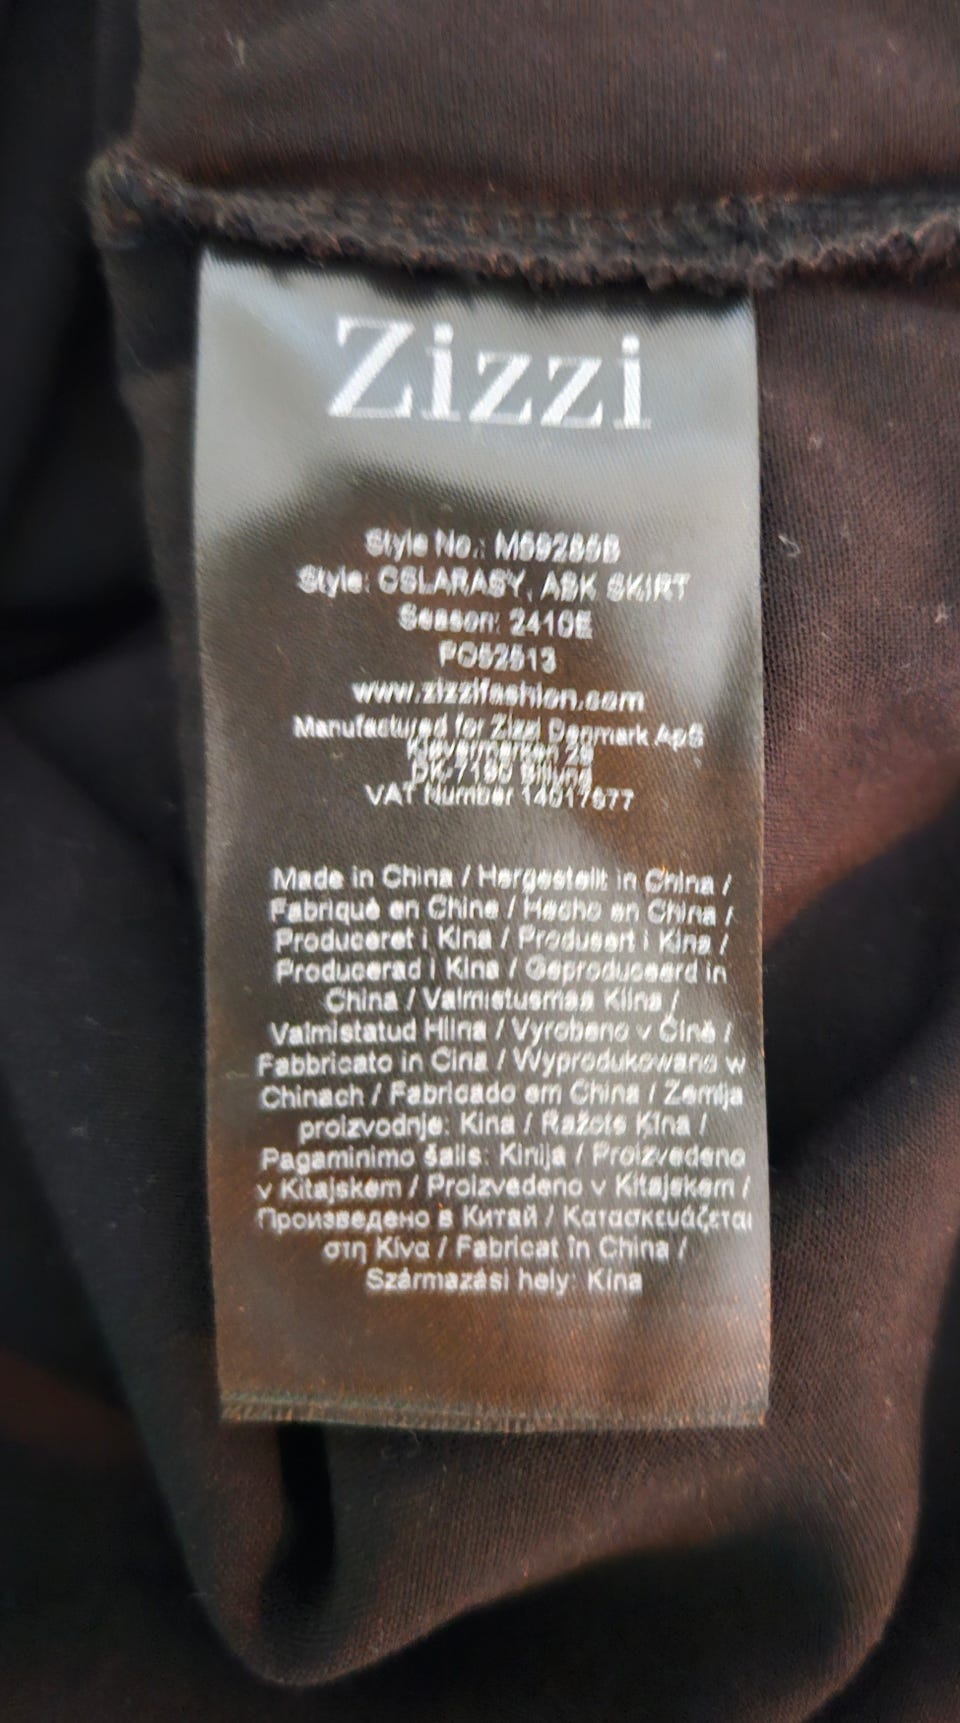 Zizzi
Style No.: M59285B
Style: CSLARASY, ASK SKIRT
Season: 2410E
PO52513
www.zizzifashion.com
Manufactured for Zizzi Denmark ApS
DK-7190 Billund
VAT Number
Made in China / Hergestellt in China /
Fabriqué en Chine / Hecho en China /
Produceret i Kina / Produsert i Kina /
Producerad i Kina / Geproduceerd in
China / Valmistusmaa Kiina /
Valmistatud Hiina / Vyrobeno v Číně /
Fabbricato in Cina / Wyprodukowano w
Chinach / Fabricado em China / Zemlja
proizvodnje: Kina / Ražots Ķīna /
Pagaminimo šalis: Kinija / Proizvedeno
v Kitajskem / Proizvedeno v Kitajskem /
Произведено в Китай / Κατασκευάζεται
στη Κίνα / Fabricat în China /
Származási hely: Kína